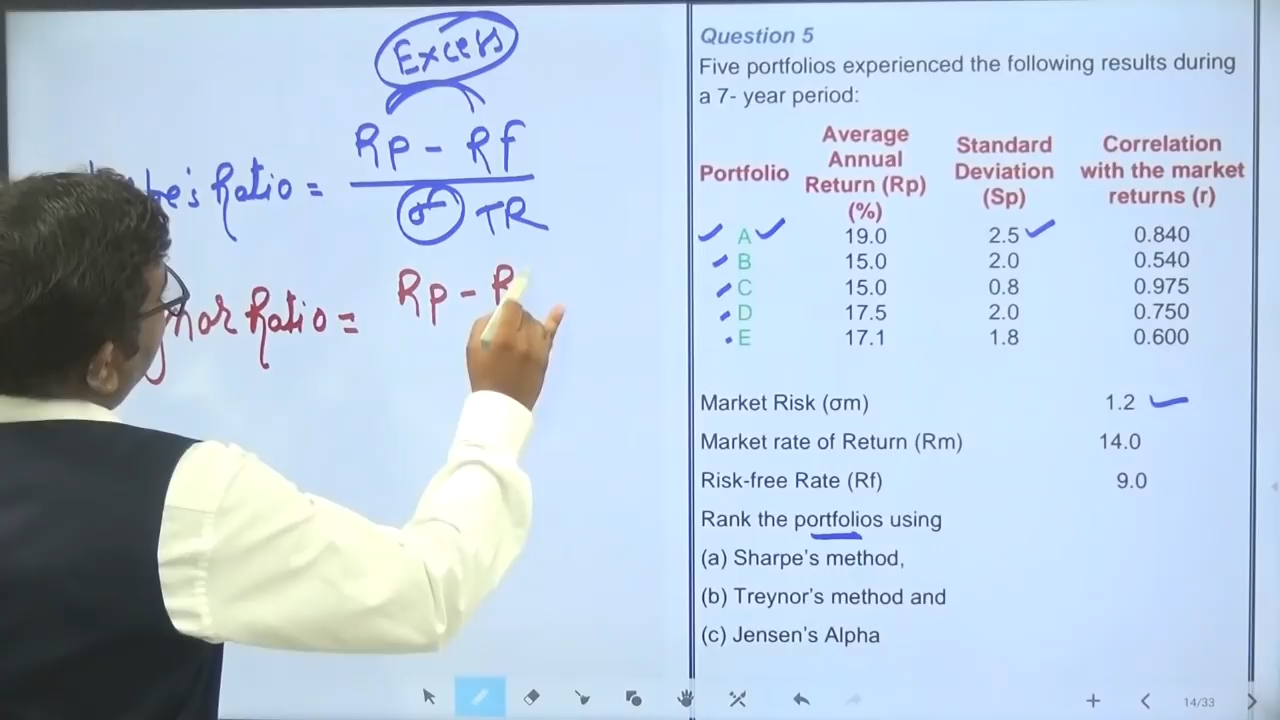 Excess
Rp - Rf
Ratio =
σ TR
Ratio =
Rp - R
Question 5
Five portfolios experienced the following results during
a 7- year period:
Portfolio
Average
Annual
Return (Rp)
(%)
Standard
Deviation
(Sp)
Correlation
with the market
returns (r)
A 19.0 2.5 0.840
B 15.0 2.0 0.540
C 15.0 0.8 0.975
D 17.5 2.0 0.750
E 17.1 1.8 0.600
Market Risk (σm) 1.2
Market rate of Return (Rm) 14.0
Risk-free Rate (Rf) 9.0
Rank the portfolios using
(a) Sharpe's method,
(b) Treynor's method and
(c) Jensen's Alpha
14/33